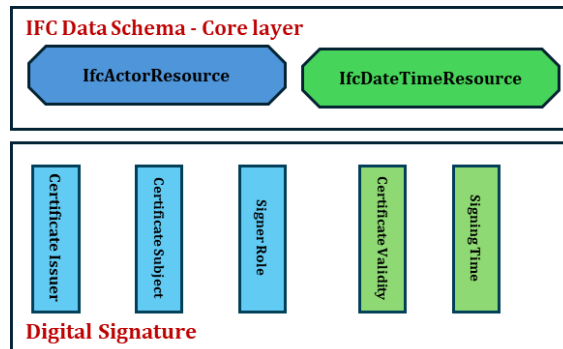 IFC Data Schema - Core layer
IfcActorResource
IfcDateTimeResource
Certificate Issuer
Certificate Subject
Signer Role
Certificate Validity
Signing Time
Digital Signature